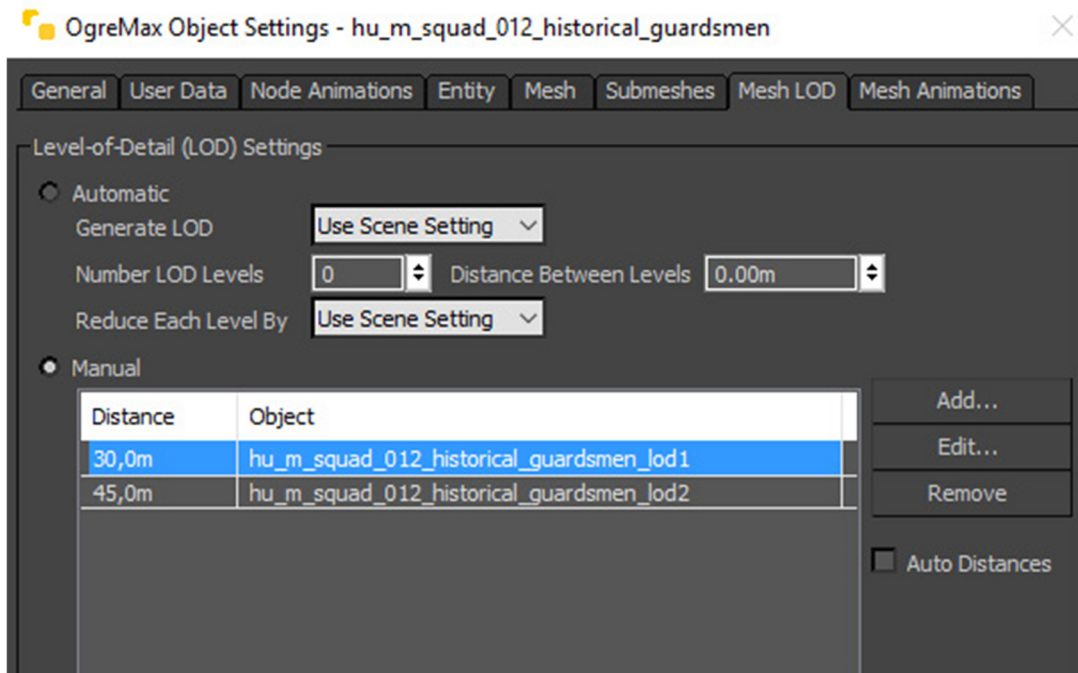 OgreMax Object Settings - hu_m_squad_012_historical_guardsmen
General User Data Node Animations Entity Mesh Submeshes Mesh LOD Mesh Animations
Level-of-Detail (LOD) Settings
Automatic
Generate LOD Use Scene Setting
Number LOD Levels 0 Distance Between Levels 0.00m
Reduce Each Level By Use Scene Setting
Manual
Distance Object Add...
30,0m hu_m_squad_012_historical_guardsmen_lod1 Edit...
45,0m hu_m_squad_012_historical_guardsmen_lod2 Remove
Auto Distances